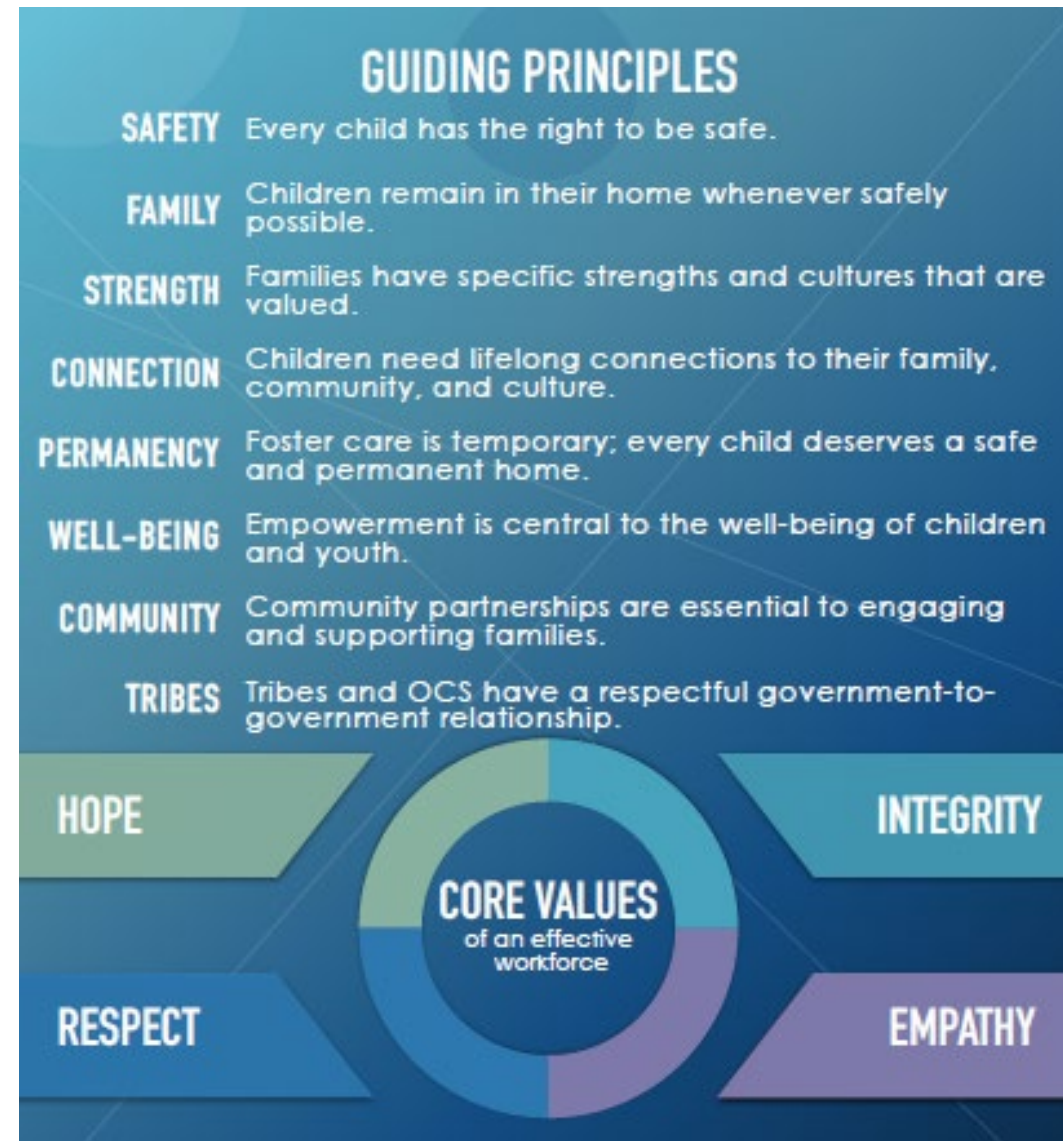 GUIDING PRINCIPLES
SAFETY Every child has the right to be safe.
FAMILY Children remain in their home whenever safely
possible.
STRENGTH Families have specific strengths and cultures that are
valued.
CONNECTION Children need lifelong connections to their family,
community, and culture.
PERMANENCY Foster care is temporary; every child deserves a safe
and permanent home.
WELL-BEING Empowerment is central to the well-being of children
and youth.
COMMUNITY Community partnerships are essential to engaging
and supporting families.
TRIBES Tribes and OCS have a respectful government-to-
government relationship.
HOPE
INTEGRITY
CORE VALUES
of an effective
workforce
RESPECT
EMPATHY